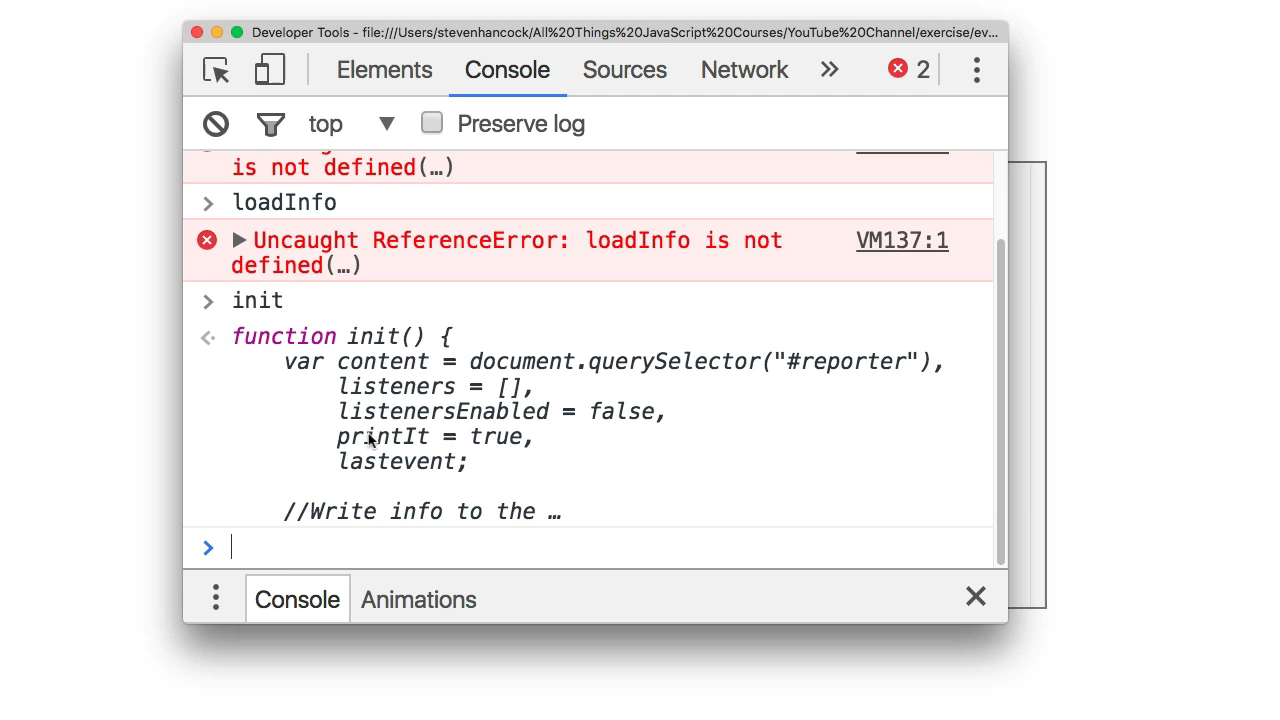 Developer Tools - file:///Users/stevenhancock/All%20Things%20JavaScript%20Courses/YouTube%20Channel/exercise/ev...
Elements Console Sources Network » 2
top ▼ Preserve log
is not defined(…)
> loadInfo
▶Uncaught ReferenceError: loadInfo is not VM137:1
defined(…)
> init
function init() {
var content = document.querySelector("#reporter"),
listeners = [],
listenersEnabled = false,
printIt = true,
lastevent;
//Write info to the …
>
Console Animations